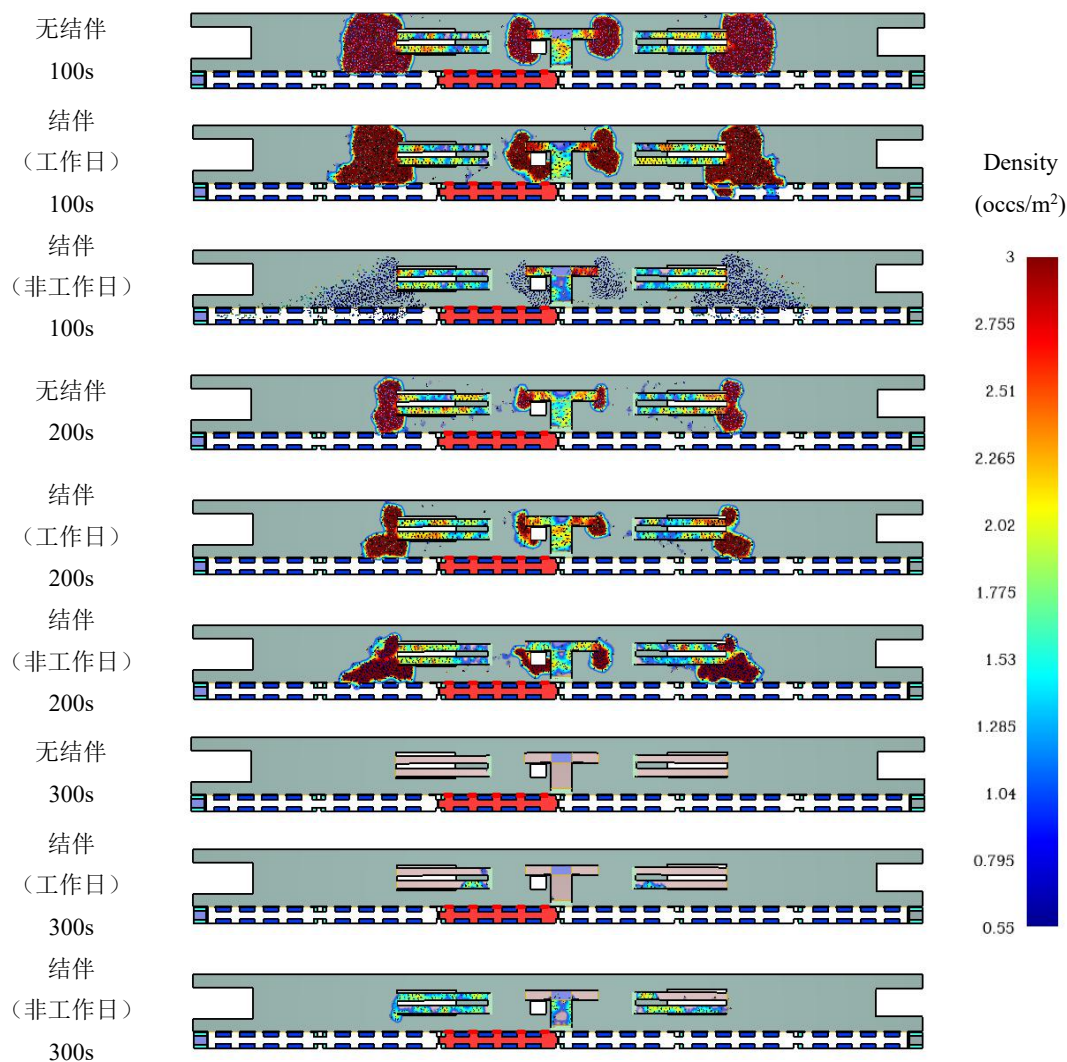 无结伴
100s
结伴
（工作日）
100s
结伴
（非工作日）
100s
无结伴
200s
结伴
（工作日）
200s
结伴
（非工作日）
200s
无结伴
300s
结伴
（工作日）
300s
结伴
（非工作日）
300s
Density
(occs/m²)
3
2.755
2.51
2.265
2.02
1.775
1.53
1.285
1.04
0.795
0.55